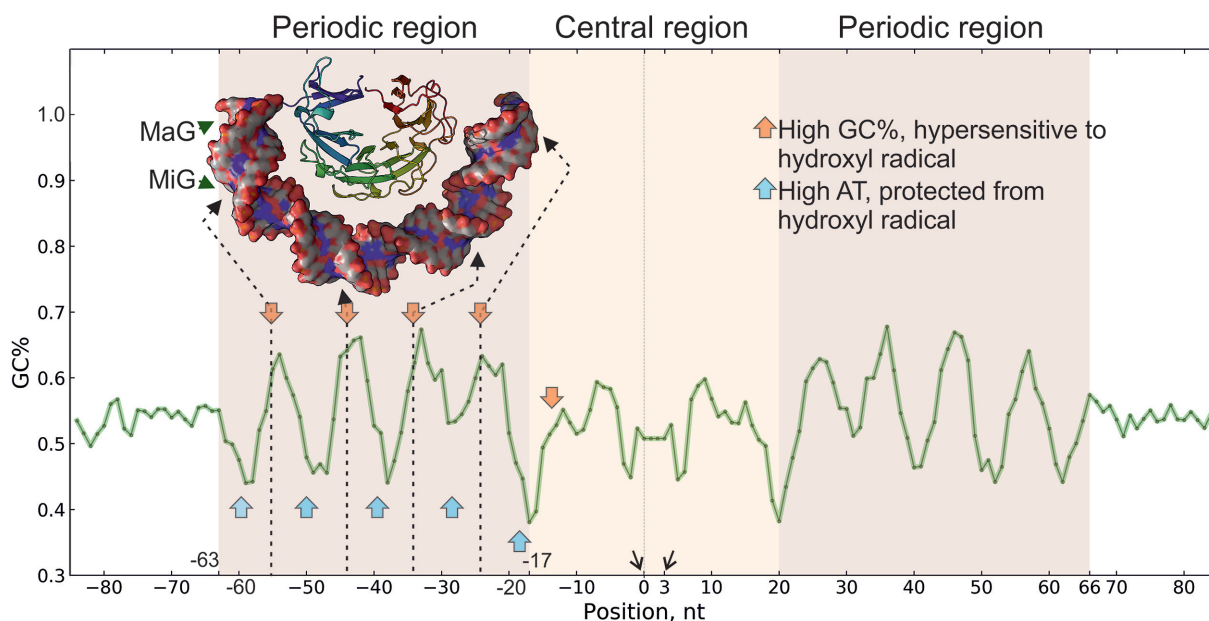 Periodic region Central region Periodic region
MaG
MiG
High GC%, hypersensitive to
hydroxyl radical
High AT, protected from
hydroxyl radical
GC%
1.0
0.9
0.8
0.7
0.6
0.5
0.4
0.3
-63
-17
−80 −70 −60 −50 −40 −30 -20 −10 0 3 10 20 30 40 50 60 66 70 80
Position, nt